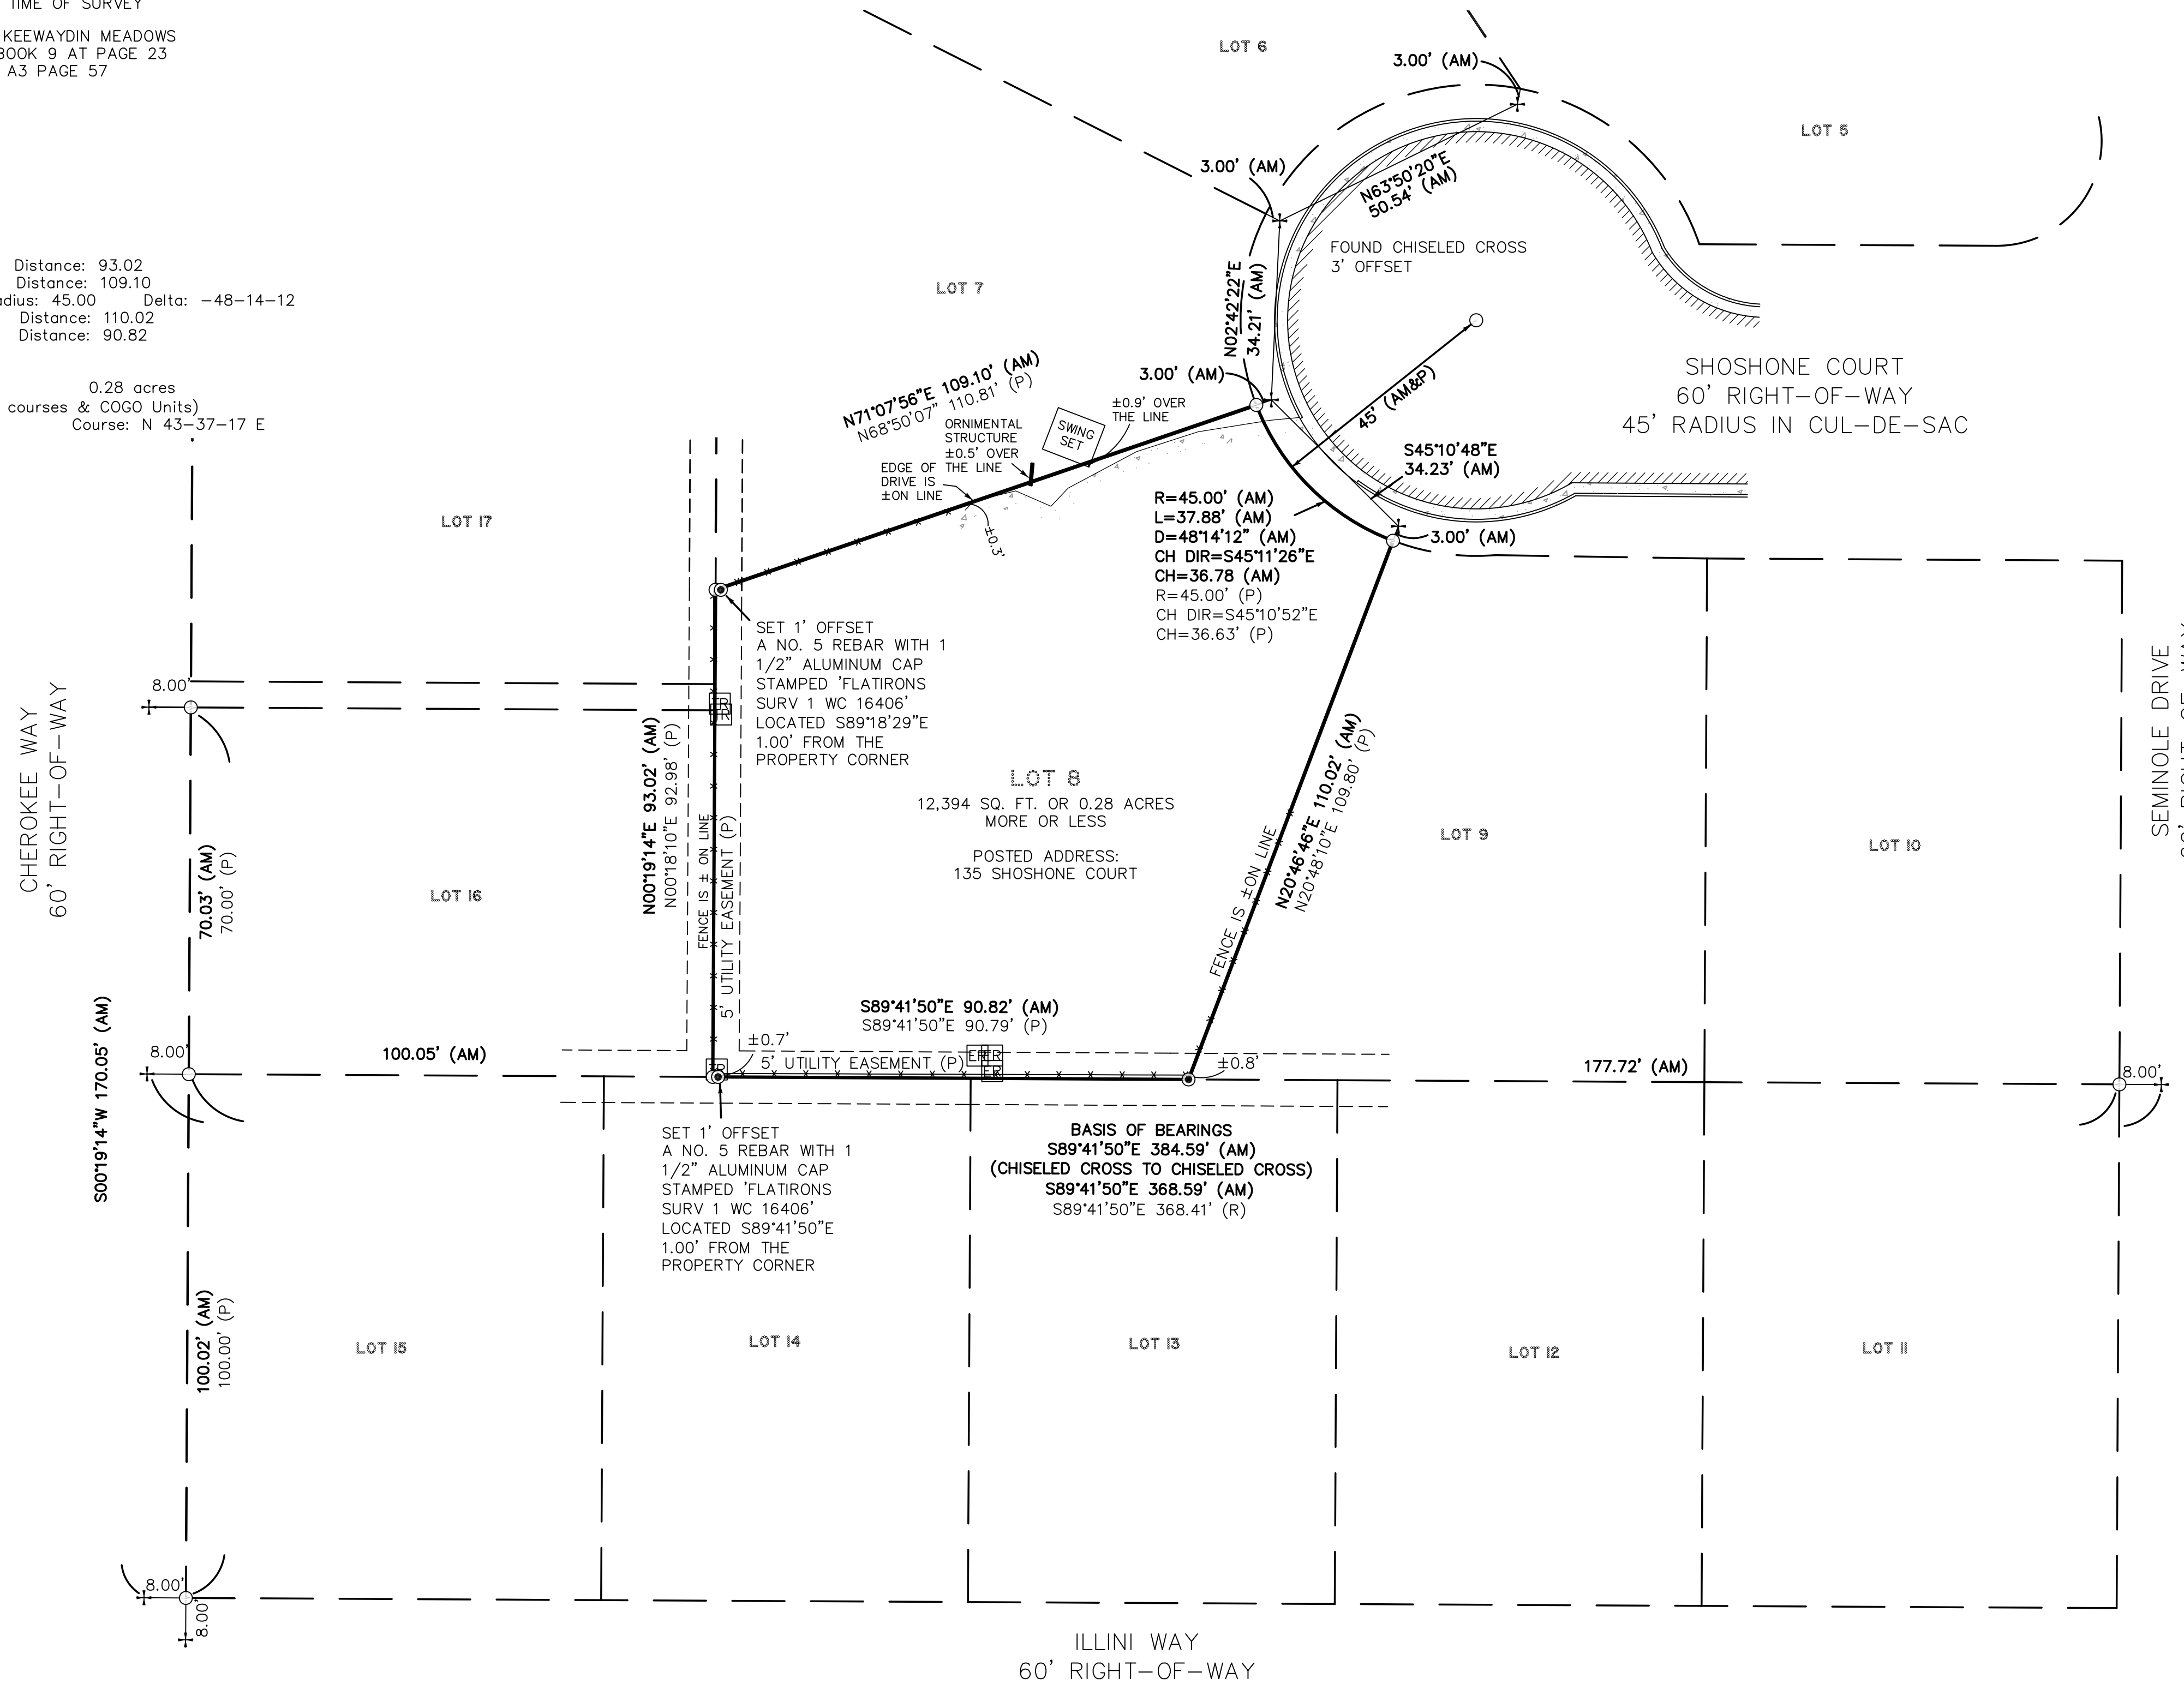 TIME OF SURVEY
KEEWAYDIN MEADOWS
BOOK 9 AT PAGE 23
A3 PAGE 57
Distance: 93.02
Distance: 109.10
Radius: 45.00 Delta: -48-14-12
Distance: 110.02
Distance: 90.82
0.28 acres
courses & COGO Units)
Course: N 43-37-17 E
LOT 6
3.00' (AM)
LOT 5
3.00' (AM)
N63°50'20"E
50.54' (AM)
FOUND CHISELED CROSS
3' OFFSET
LOT 7
N02°42'22"E
34.21' (AM)
SHOSHONE COURT
60' RIGHT-OF-WAY
45' RADIUS IN CUL-DE-SAC
45' (AM&P)
3.00' (AM)
N71°07'56"E 109.10' (AM)
N68°50'07" 110.81' (P)
±0.9' OVER
THE LINE
SWING
SET
ORNIMENTAL
STRUCTURE
±0.5' OVER
THE LINE
EDGE OF
DRIVE IS
±ON LINE
±0.3'
S45°10'48"E
34.23' (AM)
R=45.00' (AM)
L=37.88' (AM)
D=48°14'12" (AM)
CH DIR=S45°11'26"E
CH=36.78 (AM)
R=45.00' (P)
CH DIR=S45°10'52"E
CH=36.63' (P)
3.00' (AM)
LOT 17
SET 1' OFFSET
A NO. 5 REBAR WITH 1
1/2" ALUMINUM CAP
STAMPED 'FLATIRONS
SURV 1 WC 16406'
LOCATED S89°18'29"E
1.00' FROM THE
PROPERTY CORNER
8.00'
CHEROKEE WAY
60' RIGHT-OF-WAY
SEMINOLE DRIVE
60' RIGHT-OF-WAY
70.03' (AM)
70.00' (P)
LOT 16
N00°19'14"E 93.02' (AM)
N00°18'10"E 92.98' (P)
FENCE IS ± ON LINE
5' UTILITY EASEMENT (P)
LOT 8
12,394 SQ. FT. OR 0.28 ACRES
MORE OR LESS
POSTED ADDRESS:
135 SHOSHONE COURT
FENCE IS ±ON LINE
N20°46'46"E 110.02' (AM)
N20°48'10"E 109.80' (P)
LOT 9
LOT 10
S89°41'50"E 90.82' (AM)
S89°41'50"E 90.79' (P)
±0.7'
5' UTILITY EASEMENT (P)
ER
ER
ER
±0.8'
8.00'
100.05' (AM)
177.72' (AM)
8.00'
S00°19'14"W 170.05' (AM)
SET 1' OFFSET
A NO. 5 REBAR WITH 1
1/2" ALUMINUM CAP
STAMPED 'FLATIRONS
SURV 1 WC 16406'
LOCATED S89°41'50"E
1.00' FROM THE
PROPERTY CORNER
BASIS OF BEARINGS
S89°41'50"E 384.59' (AM)
(CHISELED CROSS TO CHISELED CROSS)
S89°41'50"E 368.59' (AM)
S89°41'50"E 368.41' (R)
100.02' (AM)
100.00' (P)
LOT 15
LOT 14
LOT 13
LOT 12
LOT 11
8.00'
8.00'
ILLINI WAY
60' RIGHT-OF-WAY